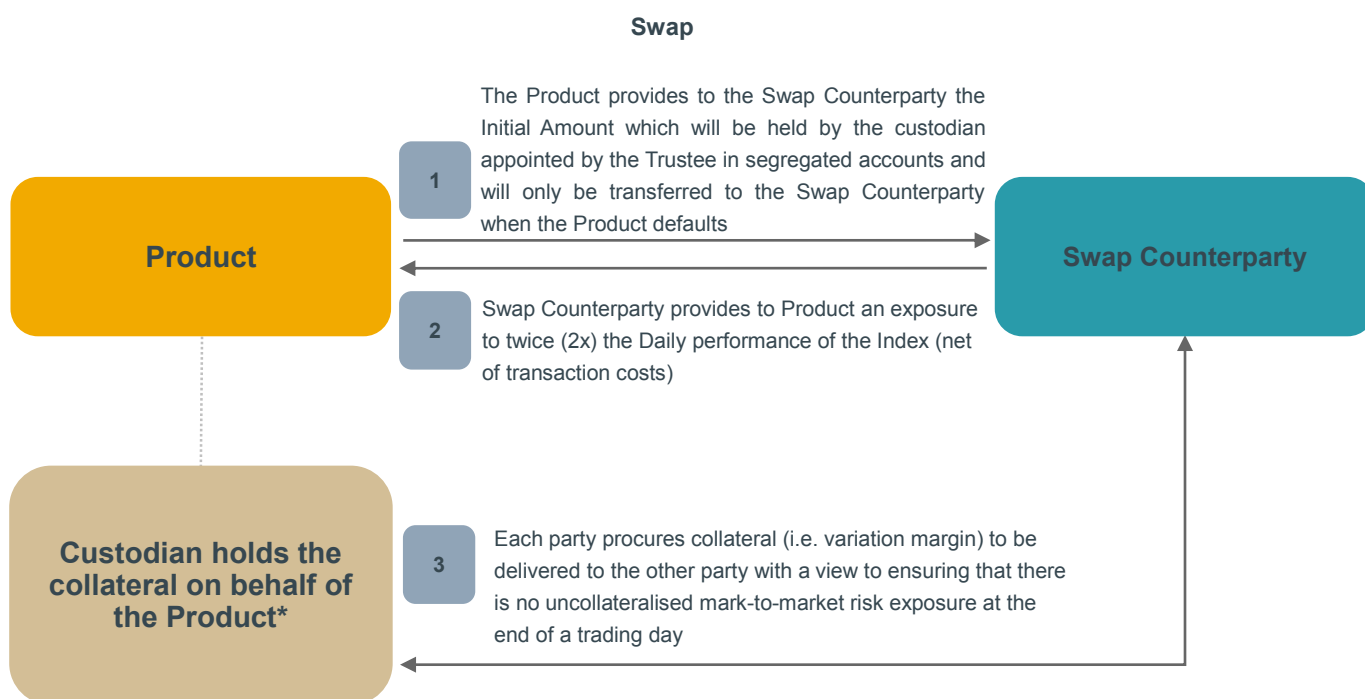 Swap
The Product provides to the Swap Counterparty the
Initial Amount which will be held by the custodian
appointed by the Trustee in segregated accounts and
will only be transferred to the Swap Counterparty
when the Product defaults
1
Product
Swap Counterparty
2
Swap Counterparty provides to Product an exposure
to twice (2x) the Daily performance of the Index (net
of transaction costs)
Custodian holds the
collateral on behalf of
the Product*
3
Each party procures collateral (i.e. variation margin) to be
delivered to the other party with a view to ensuring that there
is no uncollateralised mark-to-market risk exposure at the
end of a trading day